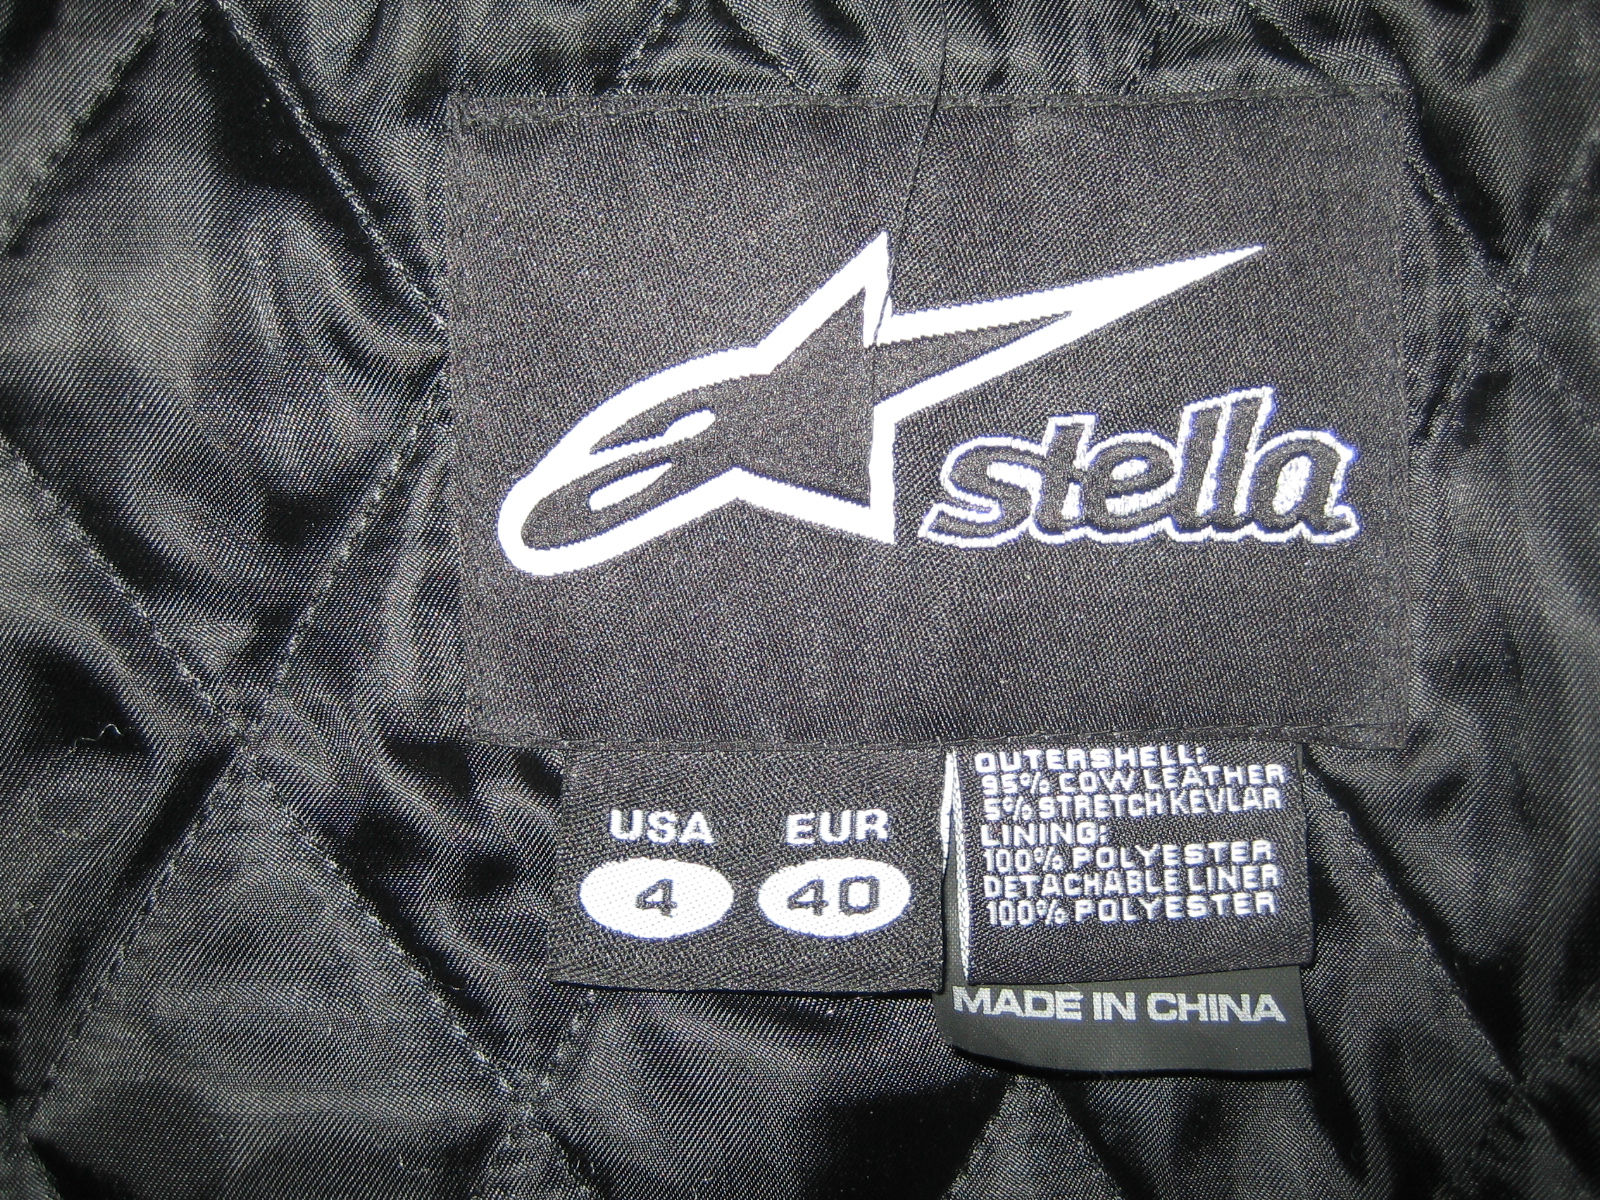 stella
USA EUR
4 40
OUTERSHELL:
95% COW LEATHER
5% STRETCH KEVLAR
LINING:
100% POLYESTER
DETACHABLE LINER
100% POLYESTER
MADE IN CHINA